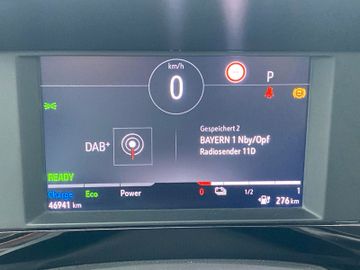 km/h
0
P
Gespeichert 2
DAB+
BAYERN 1 Nby/Opf
Radiosender 11D
READY
Charge Eco Power
0 1/2 1
46941 km
276 km